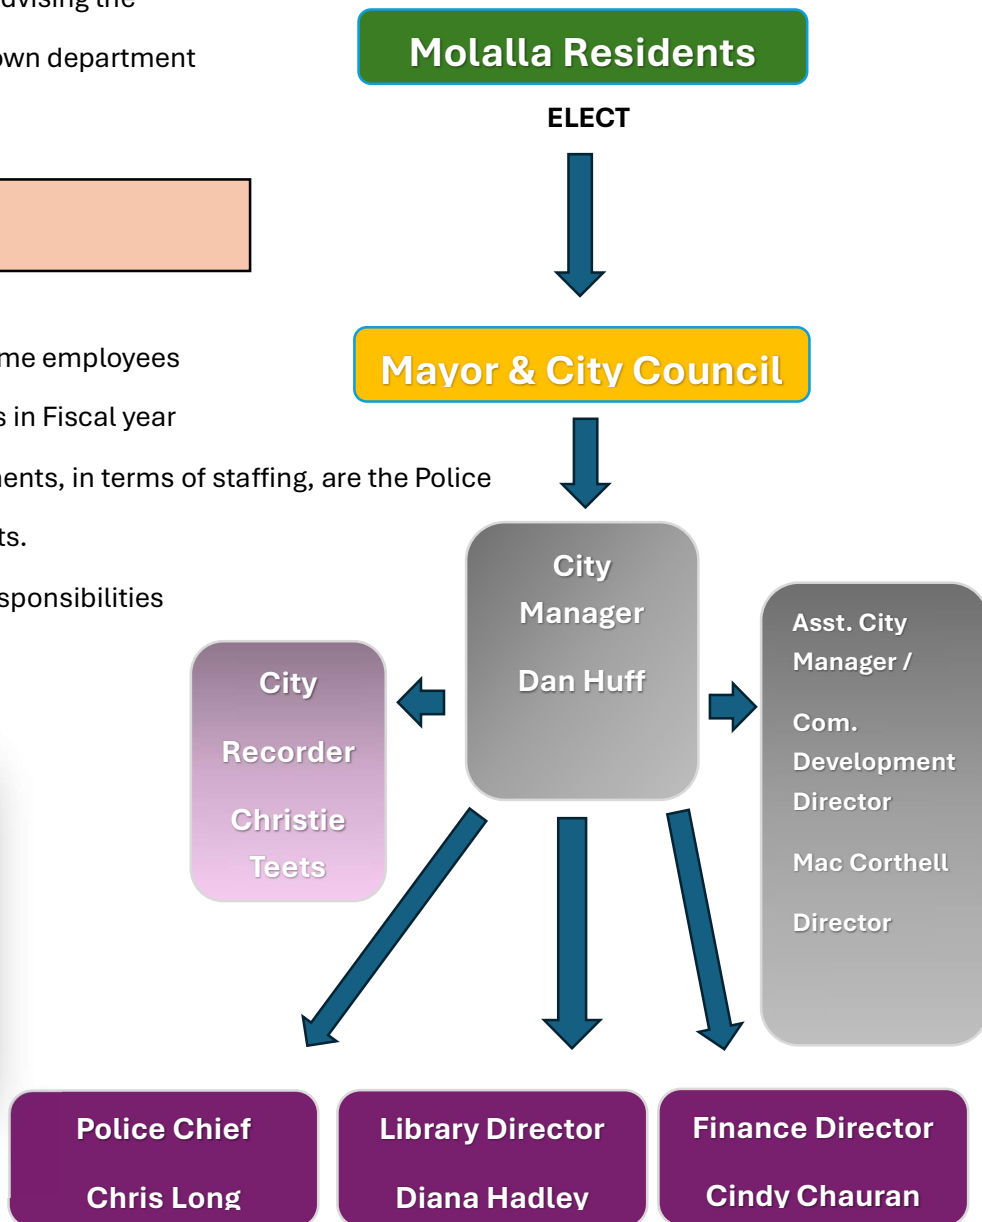 dvising the
own department
me employees
s in Fiscal year
ents, in terms of staffing, are the Police
ts.
sponsibilities
Molalla Residents
ELECT
Mayor & City Council
City
Manager
Dan Huff
City
Recorder
Christie
Teets
Asst. City
Manager /
Com.
Development
Director
Mac Corthell
Director
Police Chief
Chris Long
Library Director
Diana Hadley
Finance Director
Cindy Chauran